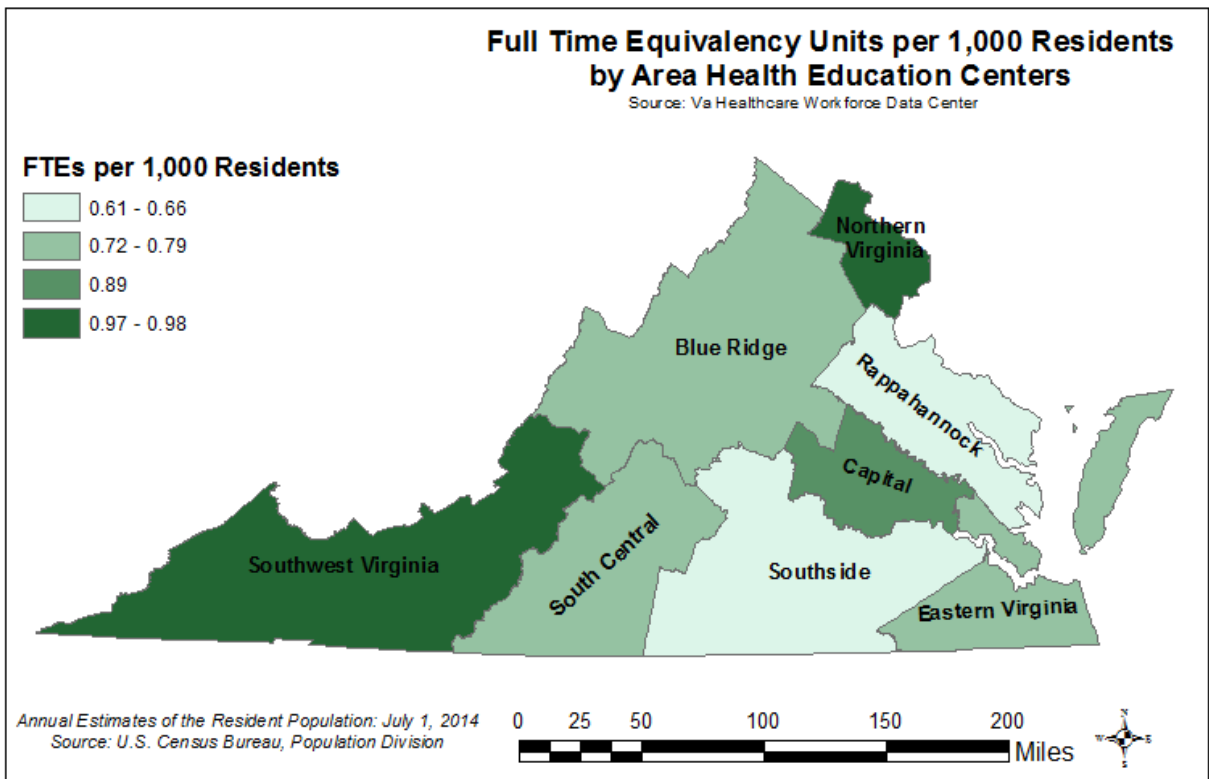 Full Time Equivalency Units per 1,000 Residents
by Area Health Education Centers
Source: Va Healthcare Workforce Data Center
FTEs per 1,000 Residents
0.61 - 0.66
0.72 - 0.79
0.89
0.97 - 0.98
Northern
Virginia
Blue Ridge
Rappahannock
Capital
Southwest Virginia
South Central
Southside
Eastern Virginia
Annual Estimates of the Resident Population: July 1, 2014
Source: U.S. Census Bureau, Population Division
0 25 50 100 150 200
Miles
N
W E
S